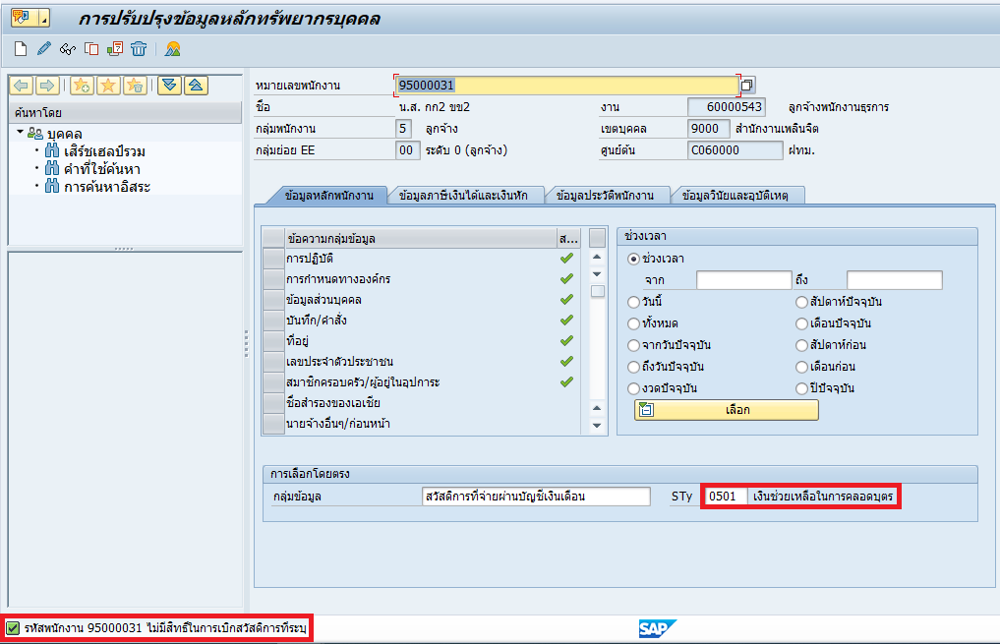 การปรับปรุงข้อมูลหลักทรัพยากรบุคคล
ค้นหาโดย
บุคคล
เสิร์ชเฮลป์รวม
คำที่ใช้ค้นหา
การค้นหาอิสระ
หมายเลขพนักงาน 95000031
ชื่อ น.ส. กก2 ขข2 งาน 60000543 ลูกจ้างพนักงานธุรการ
กลุ่มพนักงาน 5 ลูกจ้าง เขตบุคคล 9000 สำนักงานเพลินจิต
กลุ่มย่อย EE 00 ระดับ 0 (ลูกจ้าง) ศูนย์ต้น C060000 ฝทม.
ข้อมูลหลักพนักงาน ข้อมูลภาษีเงินได้และเงินหัก ข้อมูลประวัติพนักงาน ข้อมูลวินัยและอุบัติเหตุ
ข้อความกลุ่มข้อมูล ส...
การปฏิบัติ
การกำหนดทางองค์กร
ข้อมูลส่วนบุคคล
บันทึก/คำสั่ง
ที่อยู่
เลขประจำตัวประชาชน
สมาชิกครอบครัว/ผู้อยู่ในอุปการะ
ชื่อสำรองของเอเชีย
นายจ้างอื่นๆ/ก่อนหน้า
ช่วงเวลา
ช่วงเวลา
จาก ถึง
วันนี้ สัปดาห์ปัจจุบัน
ทั้งหมด เดือนปัจจุบัน
จากวันปัจจุบัน สัปดาห์ก่อน
ถึงวันปัจจุบัน เดือนก่อน
งวดปัจจุบัน ปีปัจจุบัน
เลือก
การเลือกโดยตรง
กลุ่มข้อมูล สวัสดิการที่จ่ายผ่านบัญชีเงินเดือน STy 0501 เงินช่วยเหลือในการคลอดบุตร
รหัสพนักงาน 95000031 ไม่มีสิทธิ์ในการเบิกสวัสดิการที่ระบุ
SAP